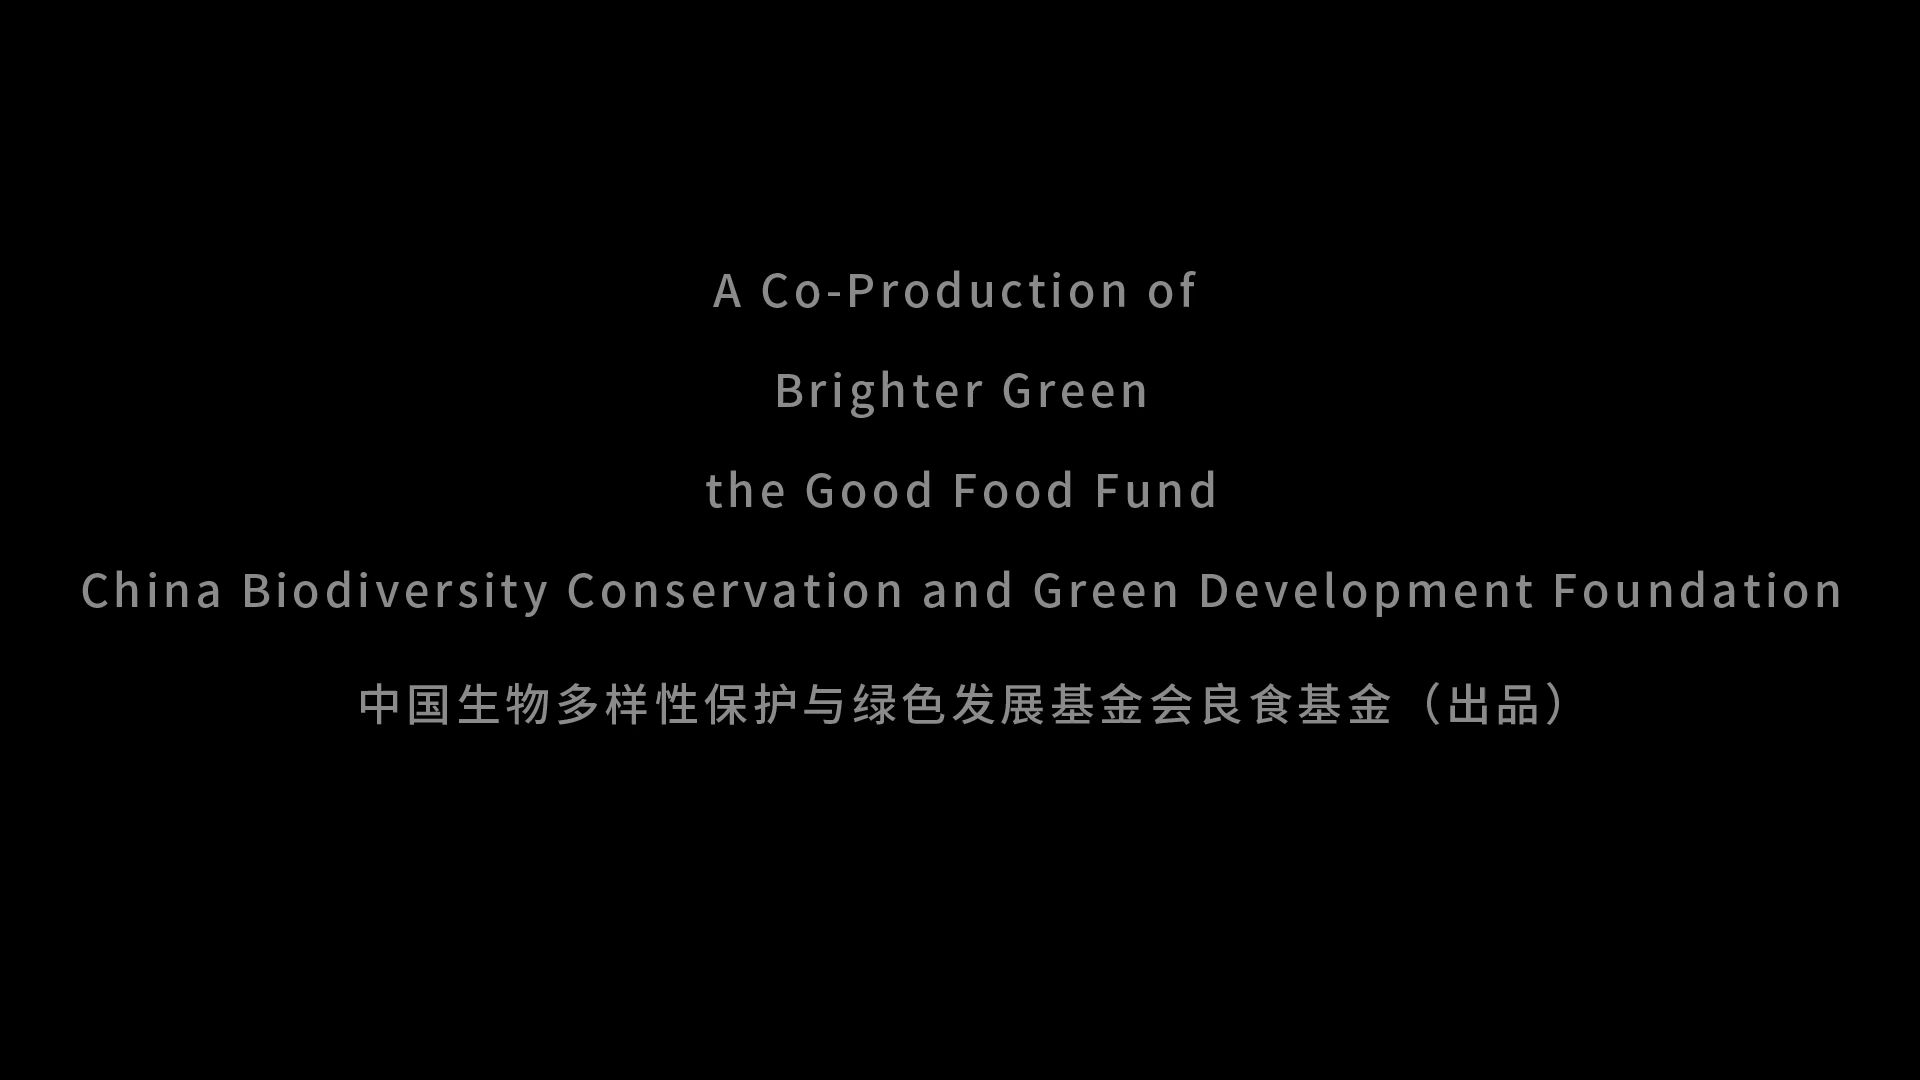 A Co-Production of
Brighter Green
the Good Food Fund
China Biodiversity Conservation and Green Development Foundation
中国生物多样性保护与绿色发展基金会良食基金（出品）